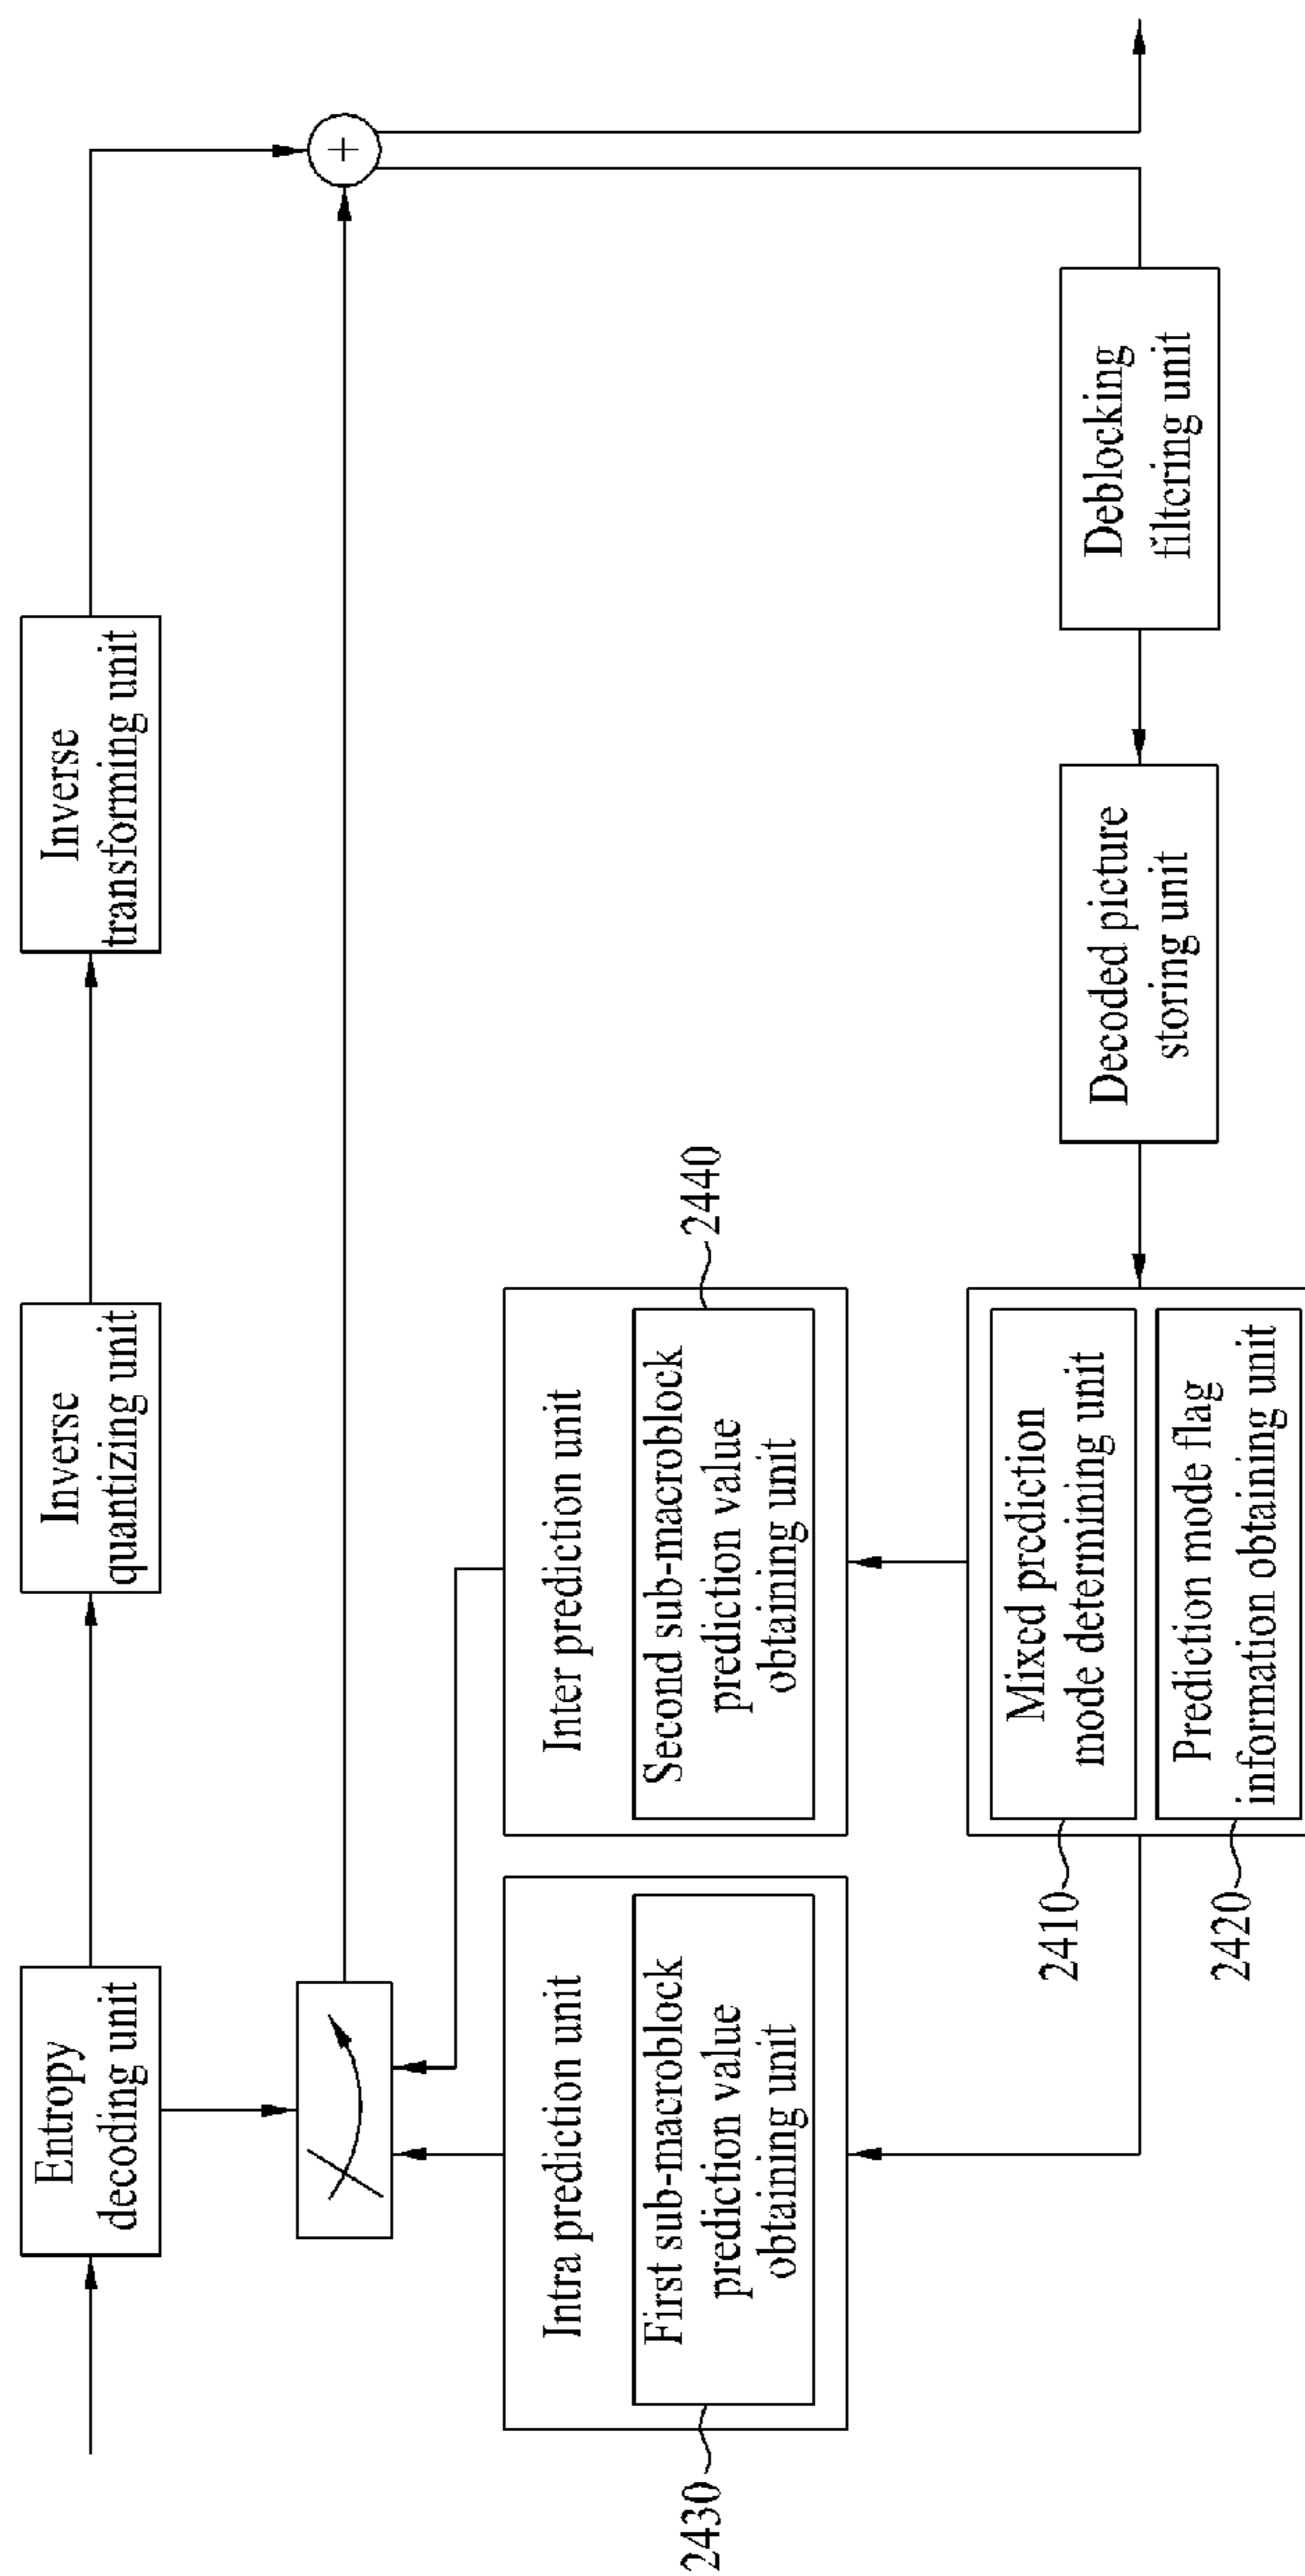 Entropy
decoding unit
Inverse
quantizing unit
Inverse
transforming unit
+
Intra prediction unit
First sub-macroblock
prediction value
obtaining unit
2430
Inter prediction unit
Second sub-macroblock
prediction value
obtaining unit
2440
Mixed prediction
mode determining unit
2410
Prediction mode flag
information obtaining unit
2420
Decoded picture
storing unit
Deblocking
filtering unit